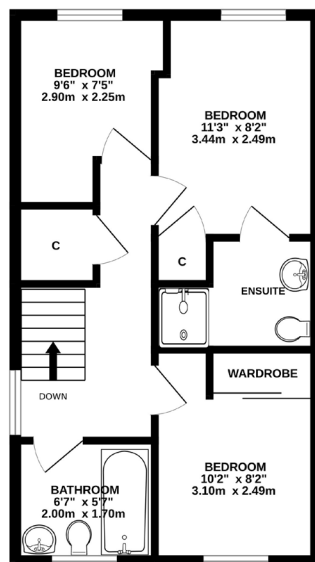 BEDROOM
9'6" x 7'5"
2.90m x 2.25m
BEDROOM
11'3" x 8'2"
3.44m x 2.49m
C
C
ENSUITE
WARDROBE
DOWN
BEDROOM
10'2" x 8'2"
3.10m x 2.49m
BATHROOM
6'7" x 5'7"
2.00m x 1.70m